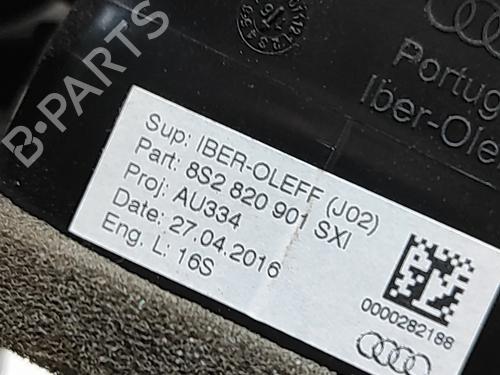 B-PARTS
Portug
Iber-Ole
Sup: IBER-OLEFF (J02)
Part: 8S2 820 901 SXI
Proj: AU334
Date: 27.04.2016
Eng. L: 16S
0000282186